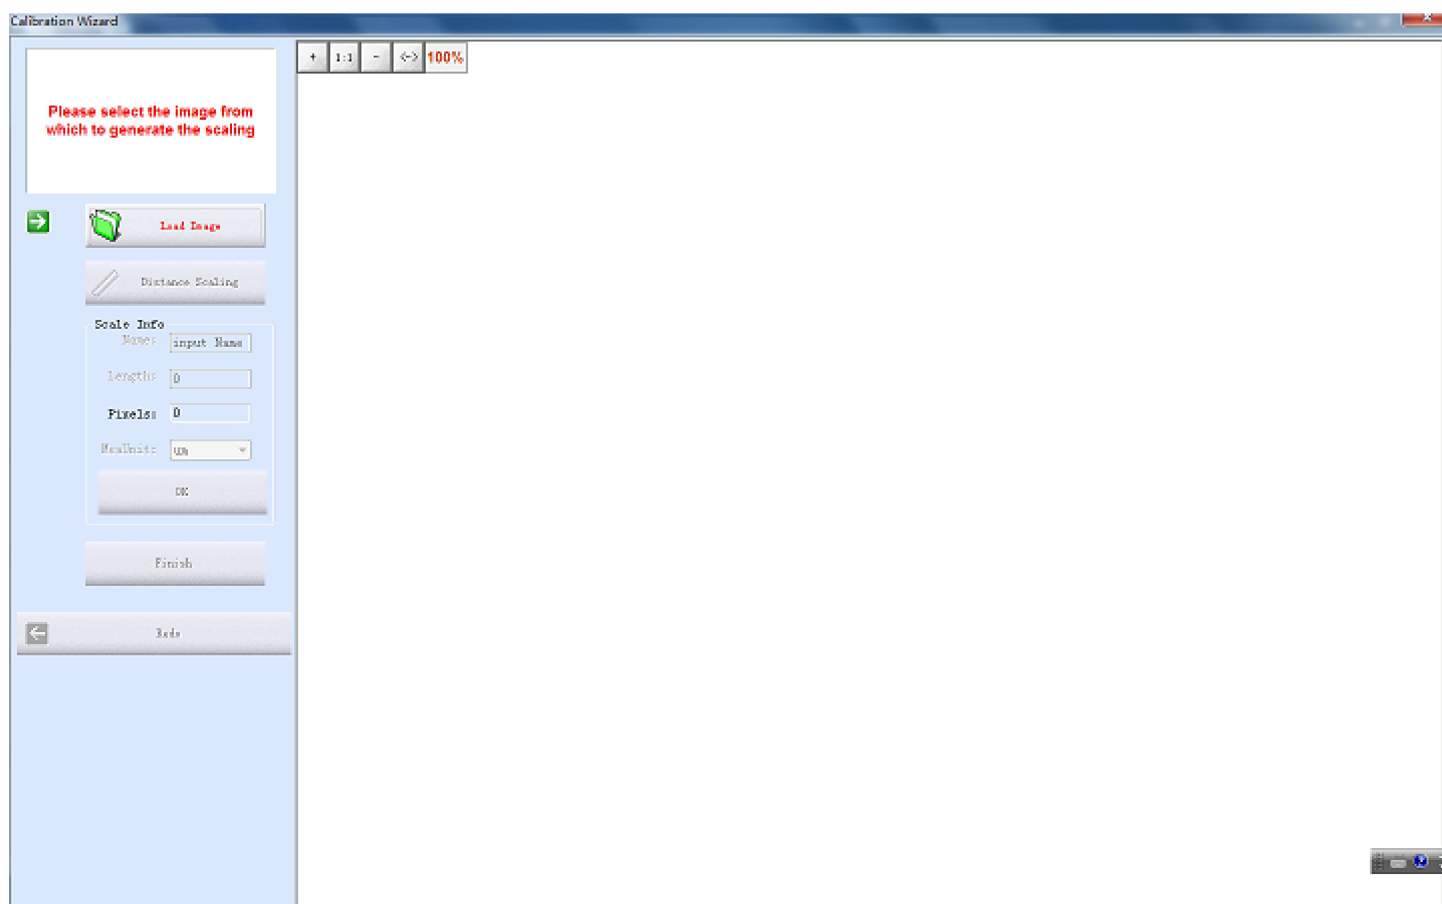 Calibration Wizard
+ 1:1 - <-> 100%
Please select the image from
which to generate the scaling
Load Image
Distance Scaling
Scale Info
Name: input Name
Length: 0
Pixels: 0
um
OK
Finish